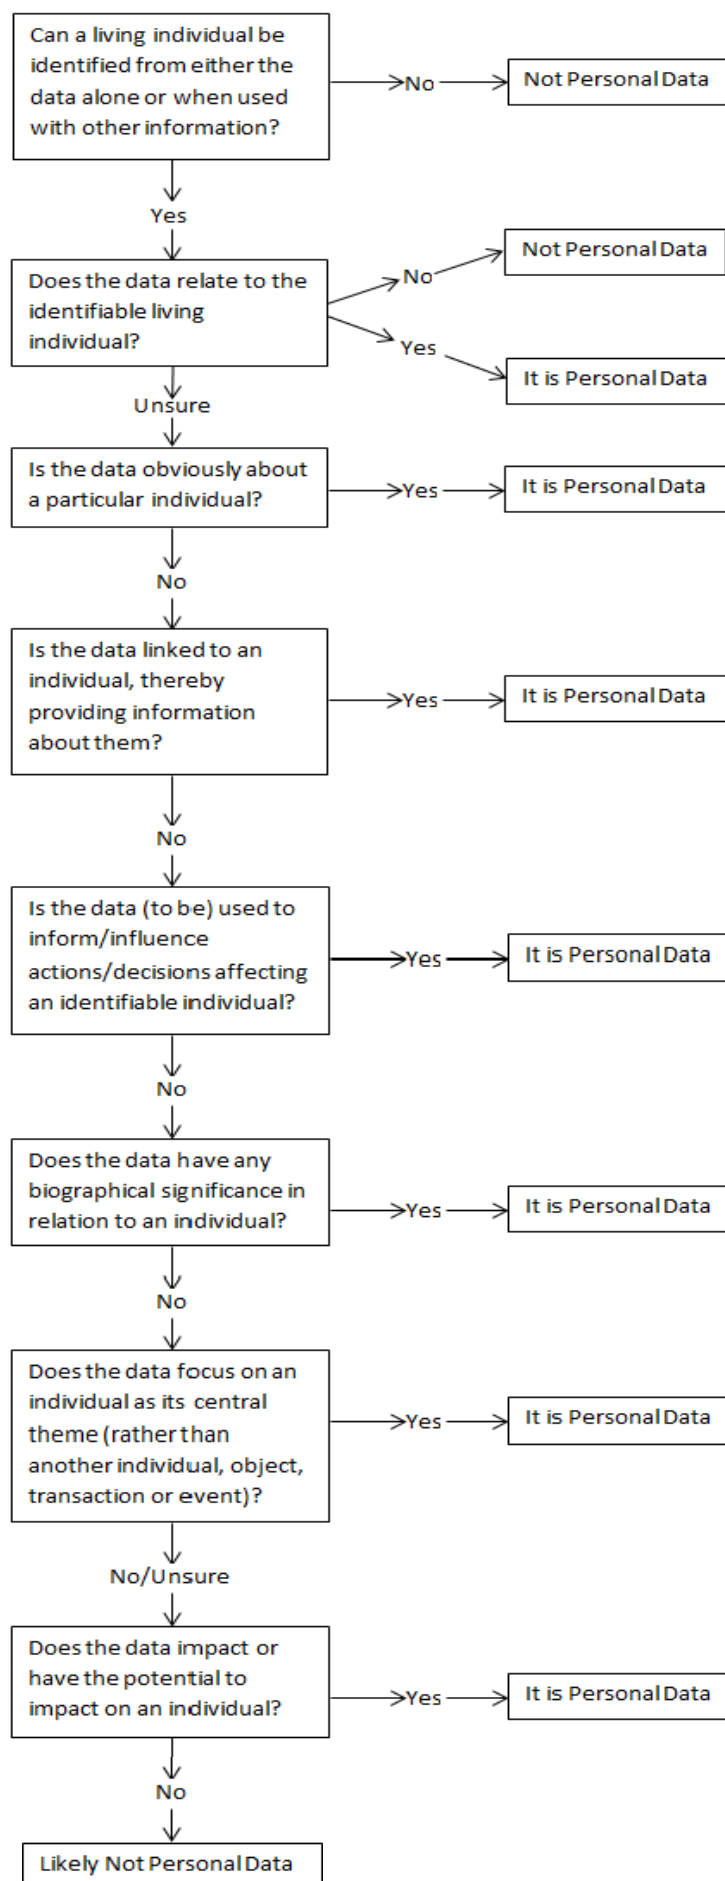 Can a living individual be
identified from either the
data alone or when used
with other information?
No
Not Personal Data
Yes
Does the data relate to the
identifiable living
individual?
No
Not Personal Data
Yes
It is Personal Data
Unsure
Is the data obviously about
a particular individual?
Yes
It is Personal Data
No
Is the data linked to an
individual, thereby
providing information
about them?
Yes
It is Personal Data
No
Is the data (to be) used to
inform/influence
actions/decisions affecting
an identifiable individual?
Yes
It is Personal Data
No
Does the data have any
biographical significance in
relation to an individual?
Yes
It is Personal Data
No
Does the data focus on an
individual as its central
theme (rather than
another individual, object,
transaction or event)?
Yes
It is Personal Data
No/Unsure
Does the data impact or
have the potential to
impact on an individual?
Yes
It is Personal Data
No
Likely Not Personal Data